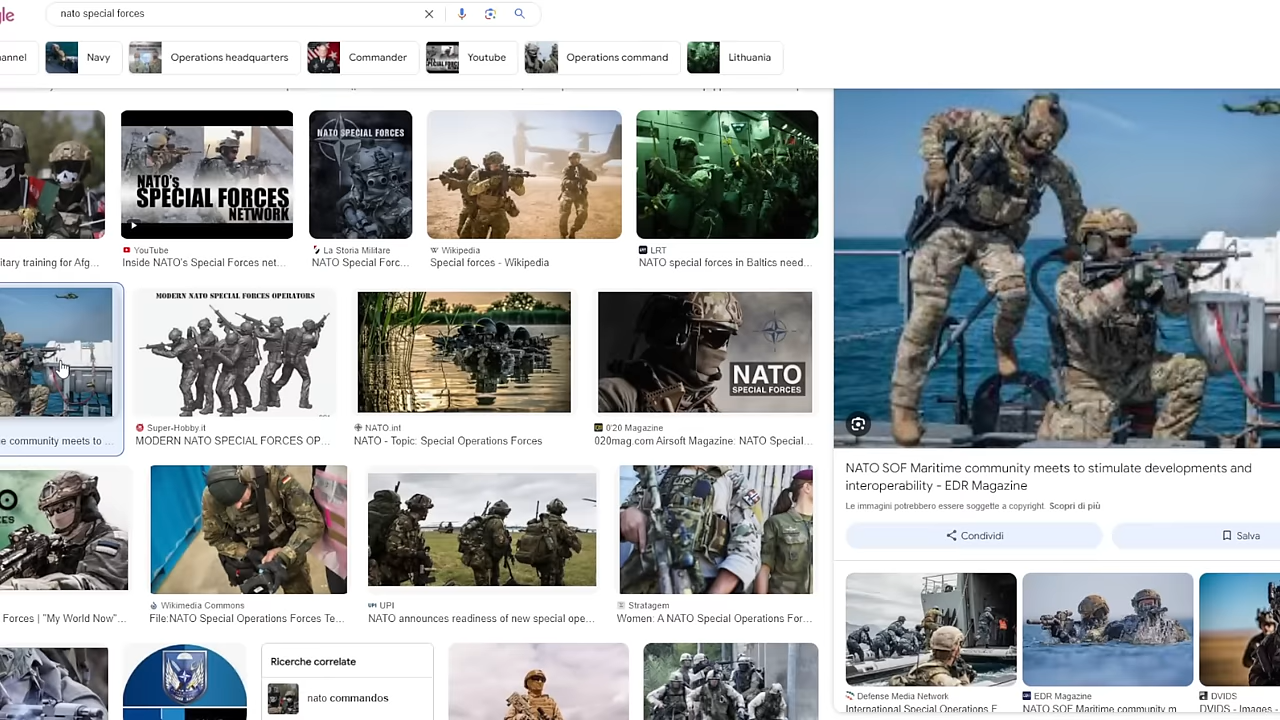 gle
nato special forces
annel
Navy
Operations headquarters
Commander
Youtube
Operations command
Lithuania
NATO'S
SPECIAL FORCES
NETWORK
NATO SPECIAL FORCES
YouTube
La Storia Militare
Wikipedia
LRT
itary training for Afg...
Inside NATO's Special Forces net...
NATO Special Forc...
Special forces - Wikipedia
NATO special forces in Baltics need...
MODERN NATO SPECIAL FORCES OPERATORS
NATO
SPECIAL FORCES
Super-Hobby.it
NATO.int
0'20 Magazine
e community meets to ...
MODERN NATO SPECIAL FORCES OP...
NATO - Topic: Special Operations Forces
020mag.com Airsoft Magazine: NATO Special...
NATO SOF Maritime community meets to stimulate developments and
interoperability - EDR Magazine
Le immagini potrebbero essere soggette a copyright. Scopri di più
Condividi
Salva
Wikimedia Commons
UPI
Stratagem
Forces | "My World Now"...
File:NATO Special Operations Forces Te...
NATO announces readiness of new special ope...
Women: A NATO Special Operations For...
Ricerche correlate
nato commandos
Defense Media Network
EDR Magazine
DVIDS
International Special Operations F
NATO SOF Maritime community m
DVIDS - Images -